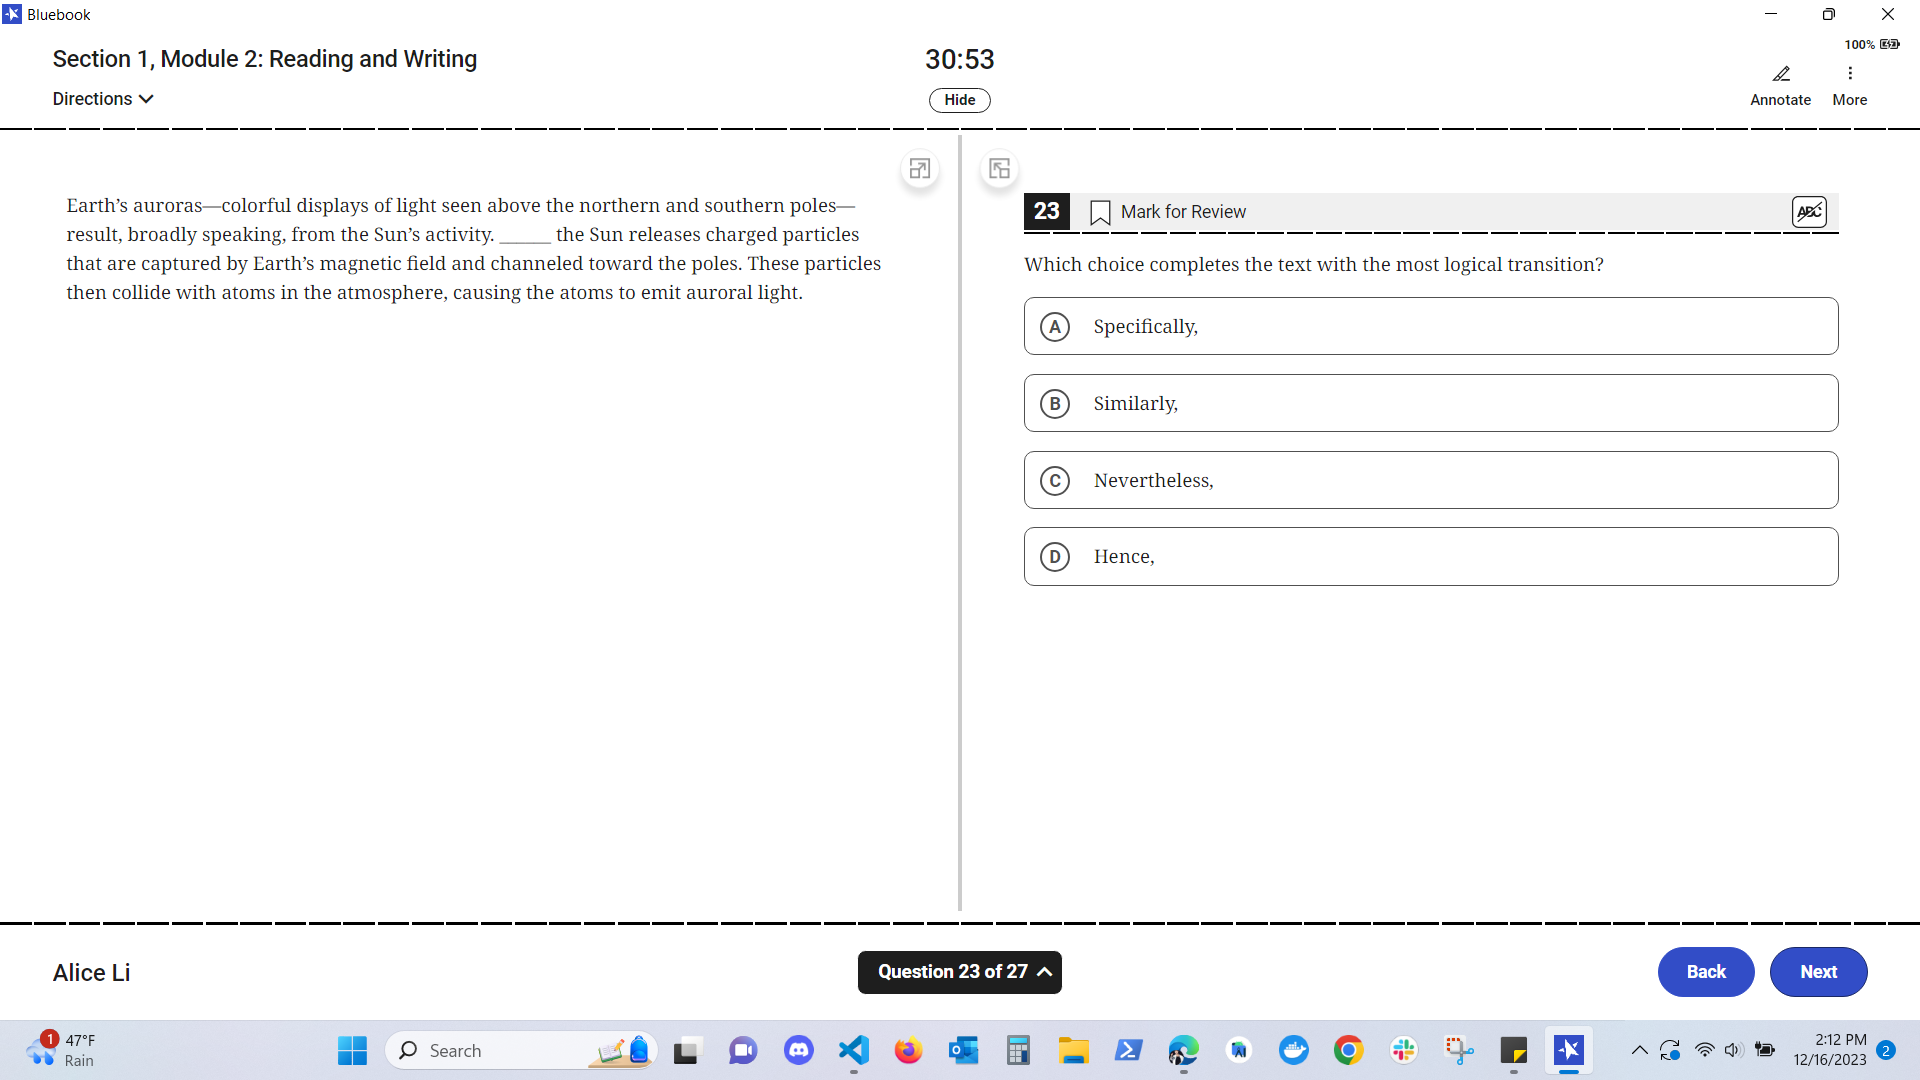 Bluebook
Section 1, Module 2: Reading and Writing
30:53
100%
Directions
Hide
Annotate
More
Earth’s auroras—colorful displays of light seen above the northern and southern poles—
result, broadly speaking, from the Sun’s activity. ______ the Sun releases charged particles
that are captured by Earth’s magnetic field and channeled toward the poles. These particles
then collide with atoms in the atmosphere, causing the atoms to emit auroral light.
23
Mark for Review
ABC
Which choice completes the text with the most logical transition?
A Specifically,
B Similarly,
C Nevertheless,
D Hence,
Alice Li
Question 23 of 27
Back
Next
1
47°F
Rain
Search
2:12 PM
12/16/2023
2